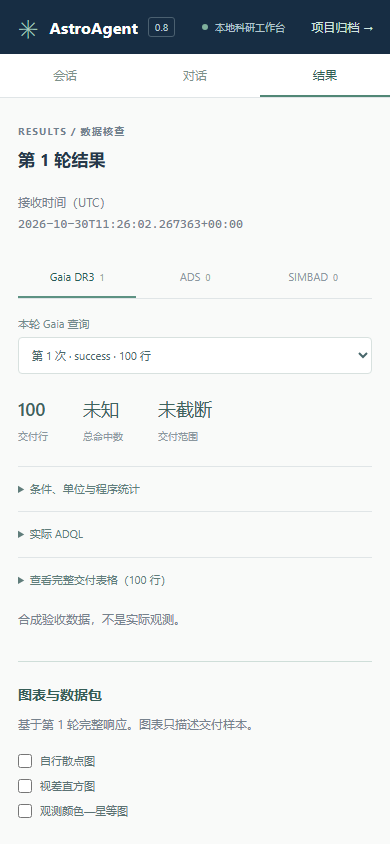 AstroAgent 0.8 本地科研工作台 项目归档 →
会话 对话 结果
RESULTS / 数据核查
第 1 轮结果
接收时间（UTC）
2026-10-30T11:26:02.267363+00:00
Gaia DR3 1 ADS 0 SIMBAD 0
本轮 Gaia 查询
第 1 次 · success · 100 行
100 未知 未截断
交付行 总命中数 交付范围
条件、单位与程序统计
实际 ADQL
查看完整交付表格（100 行）
合成验收数据，不是实际观测。
图表与数据包
基于第 1 轮完整响应。图表只描述交付样本。
自行散点图
视差直方图
观测颜色—星等图